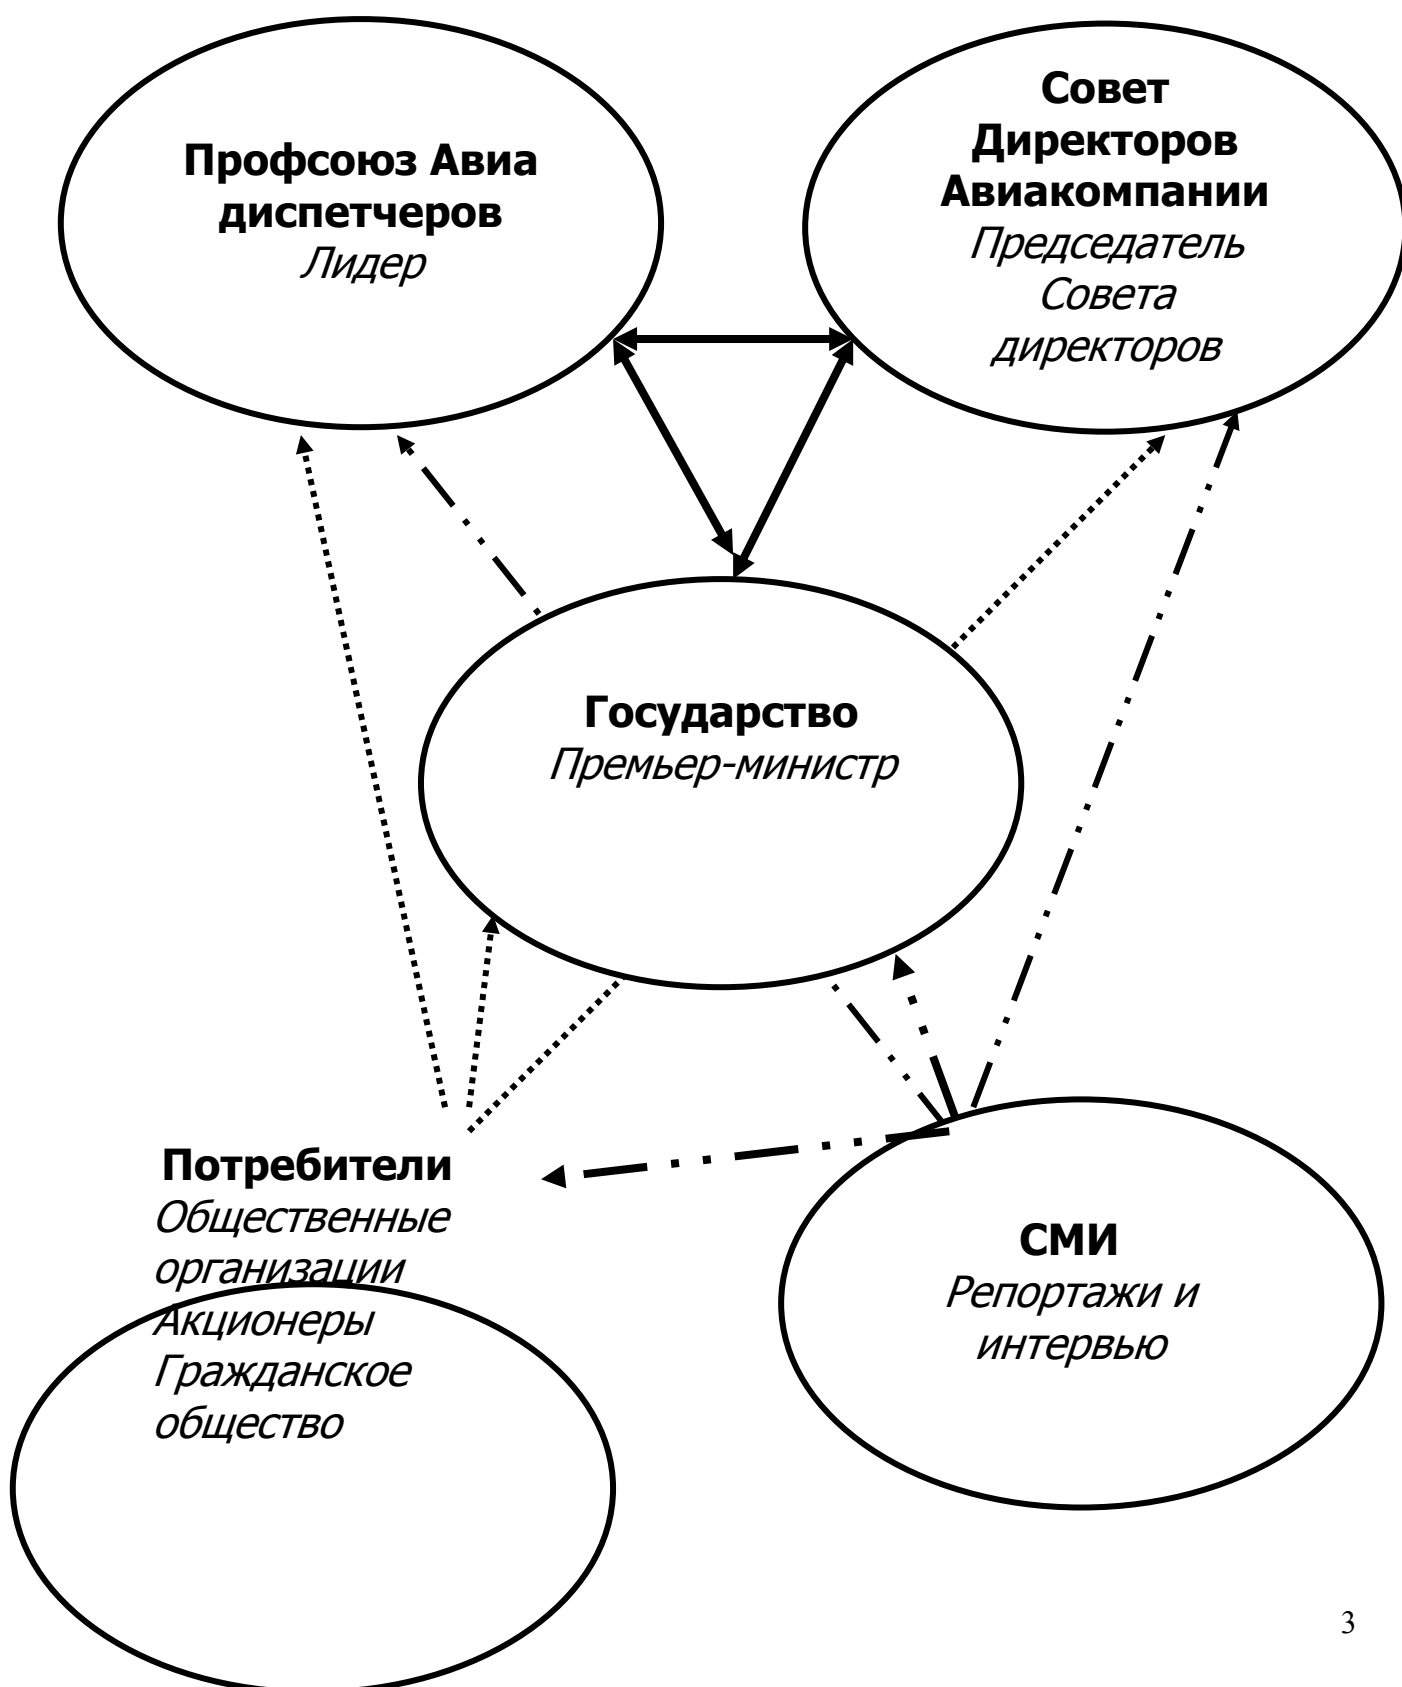 Профсоюз Авиа
диспетчеров
Лидер
Совет
Директоров
Авиакомпании
Председатель
Совета
директоров
Государство
Премьер-министр
Потребители
Общественные
организации
Акционеры
Гражданское
общество
СМИ
Репортажи и
интервью
3